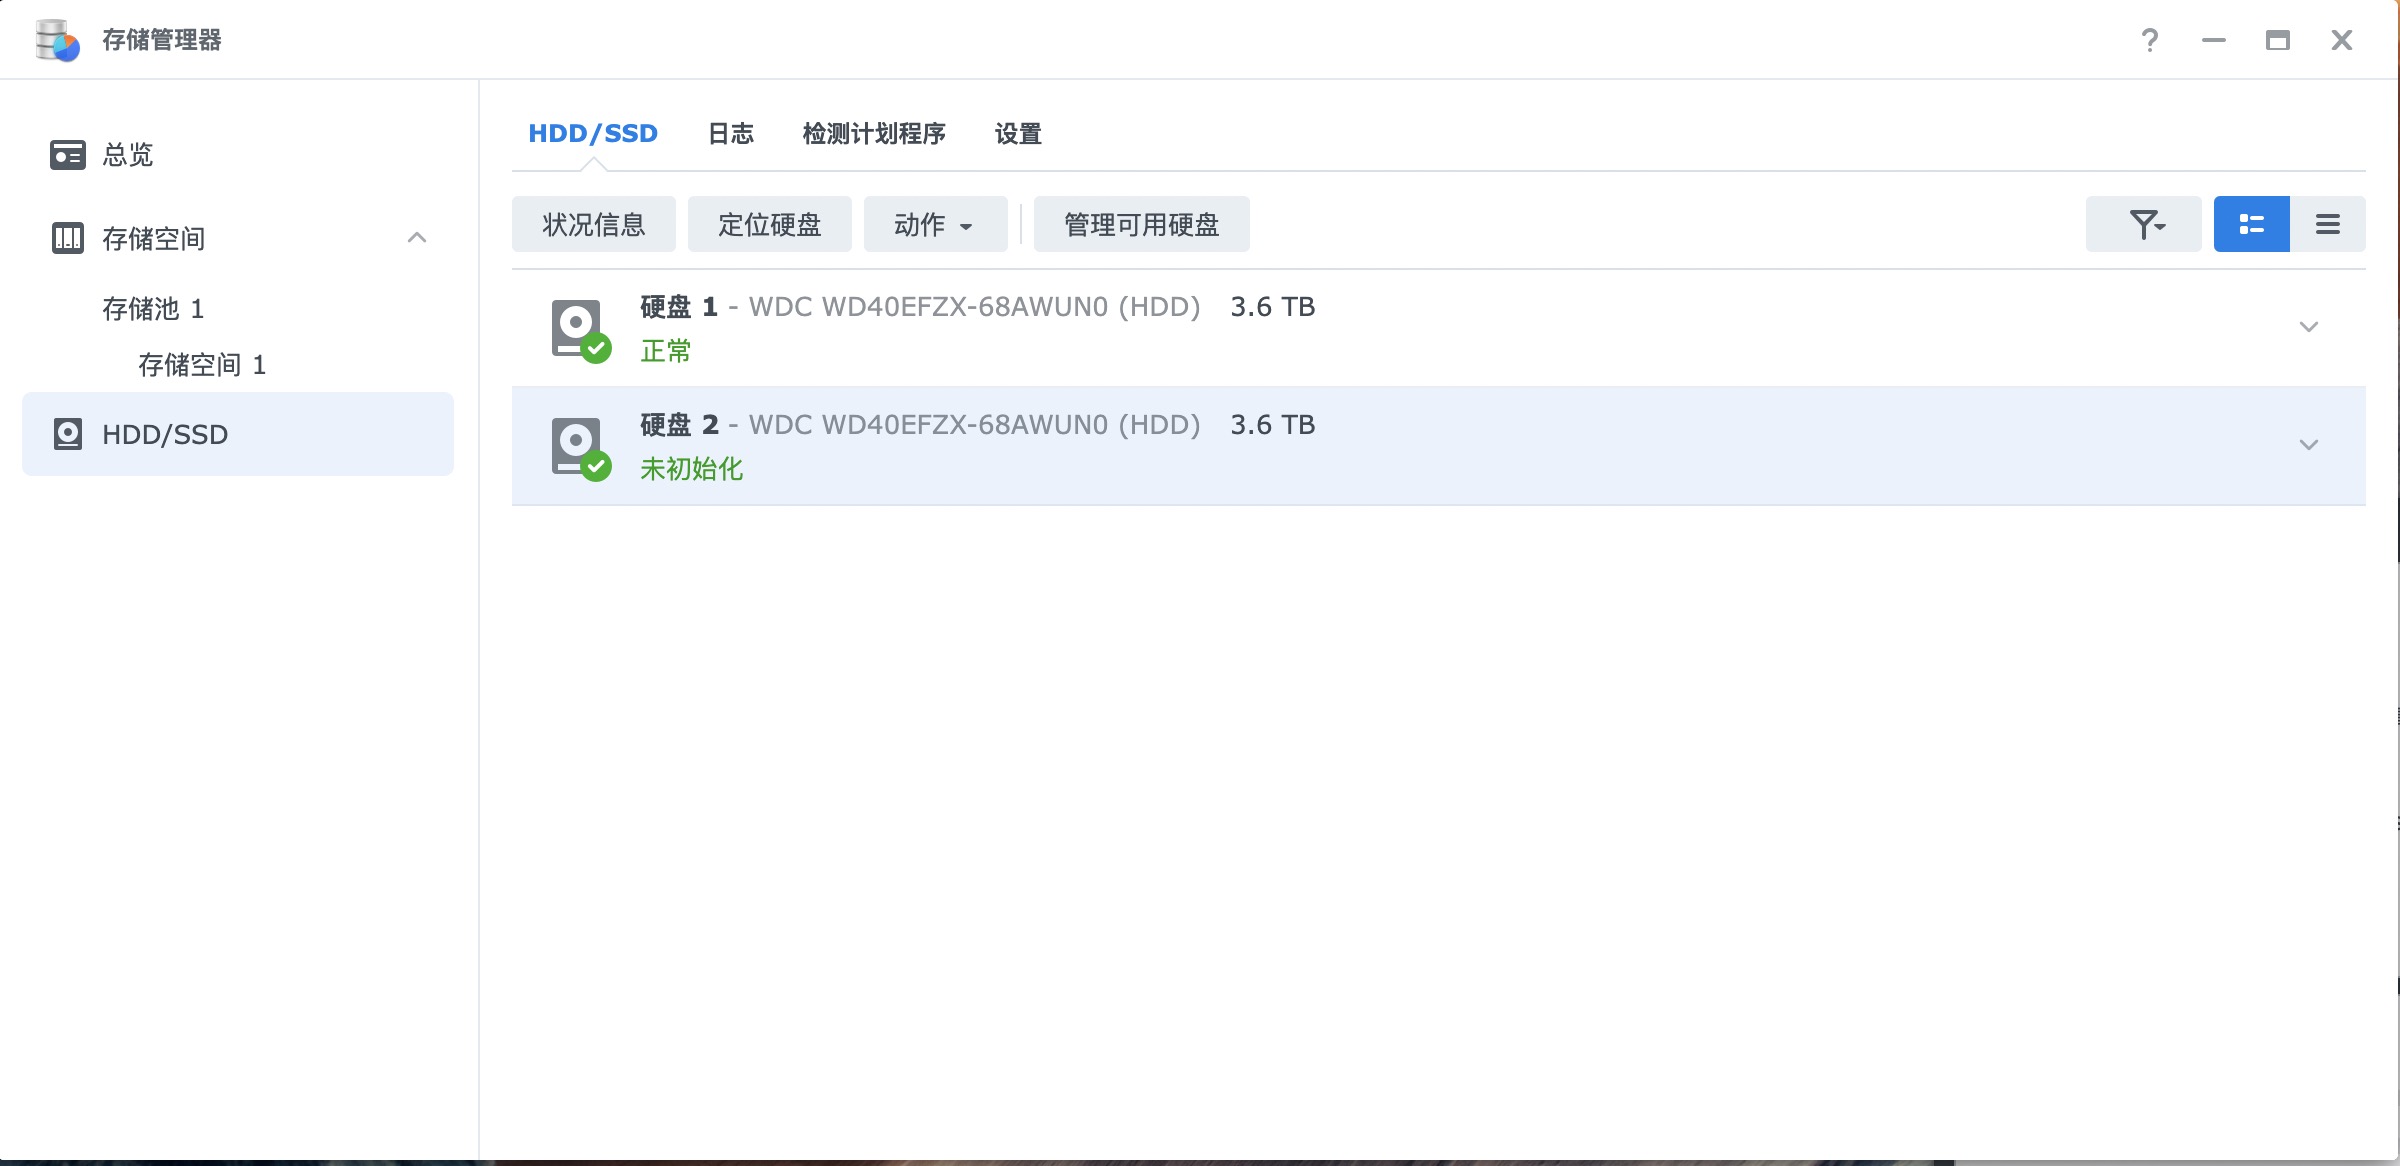 存储管理器
总览
存储空间
存储池 1
存储空间 1
HDD/SSD
HDD/SSD 日志 检测计划程序 设置
状况信息 定位硬盘 动作 管理可用硬盘
硬盘 1 - WDC WD40EFZX-68AWUN0 (HDD) 3.6 TB
正常
硬盘 2 - WDC WD40EFZX-68AWUN0 (HDD) 3.6 TB
未初始化